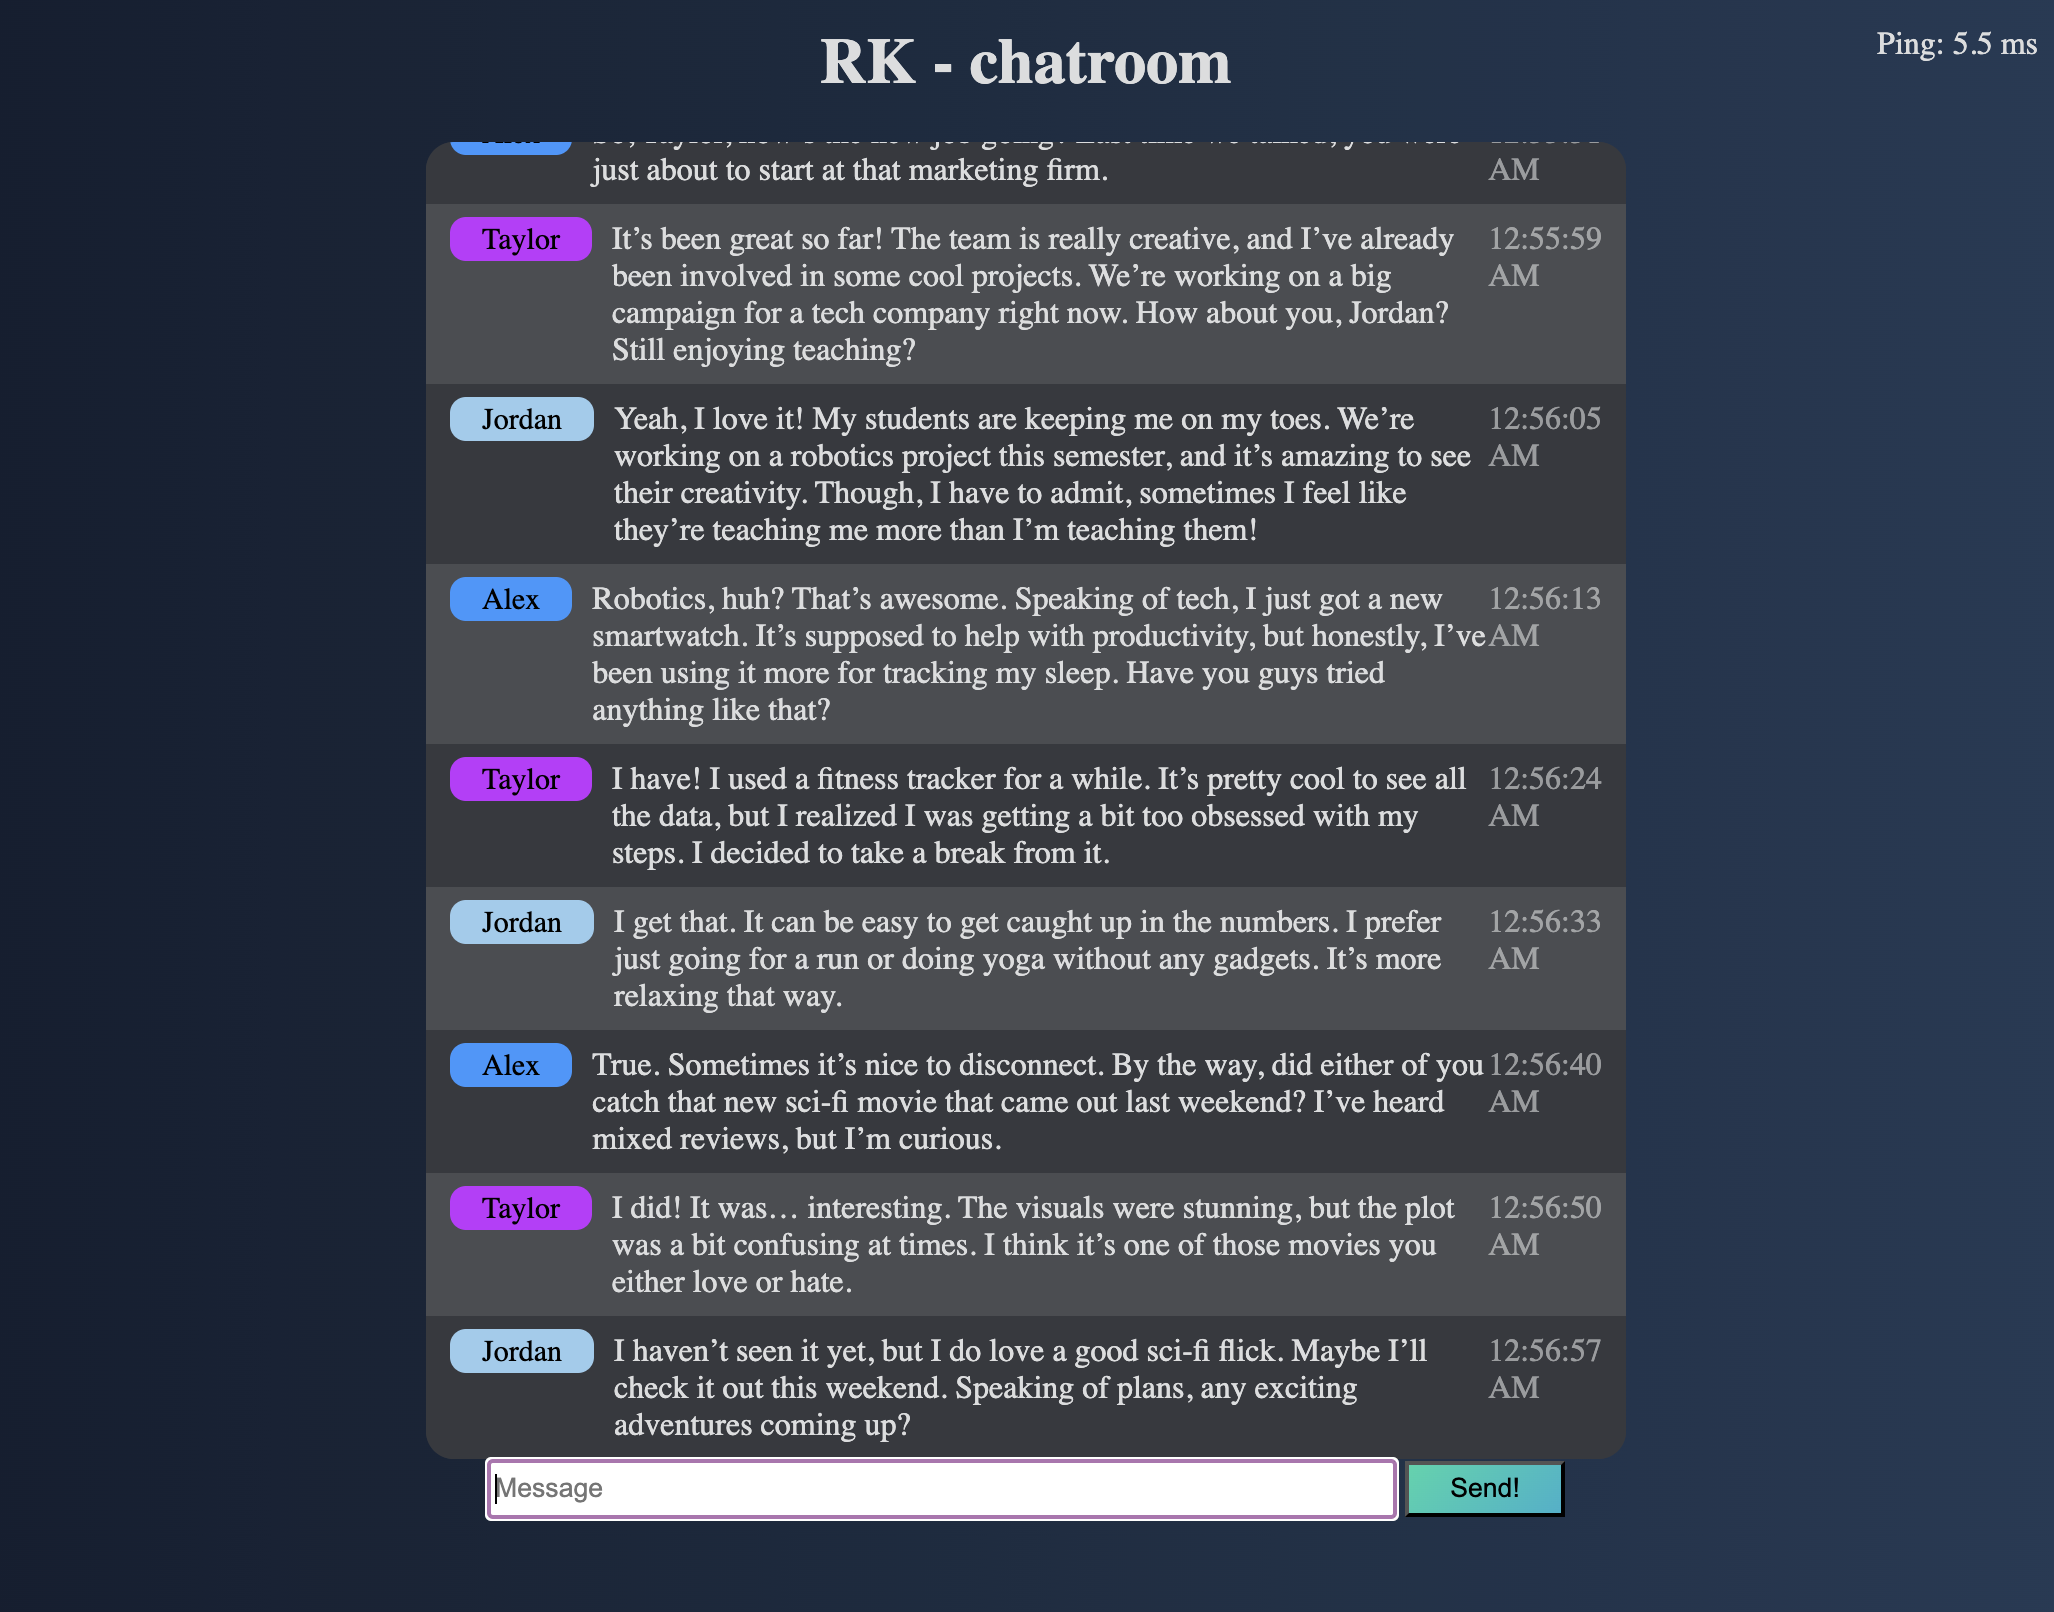 RK - chatroom
Ping: 5.5 ms
So, Taylor, how's the new job going? Last time we talked, you were
just about to start at that marketing firm.
AM
Taylor
It’s been great so far! The team is really creative, and I’ve already
been involved in some cool projects. We’re working on a big
campaign for a tech company right now. How about you, Jordan?
Still enjoying teaching?
12:55:59
AM
Jordan
Yeah, I love it! My students are keeping me on my toes. We’re
working on a robotics project this semester, and it’s amazing to see
their creativity. Though, I have to admit, sometimes I feel like
they’re teaching me more than I’m teaching them!
12:56:05
AM
Alex
Robotics, huh? That’s awesome. Speaking of tech, I just got a new
smartwatch. It’s supposed to help with productivity, but honestly, I’ve
been using it more for tracking my sleep. Have you guys tried
anything like that?
12:56:13
AM
Taylor
I have! I used a fitness tracker for a while. It’s pretty cool to see all
the data, but I realized I was getting a bit too obsessed with my
steps. I decided to take a break from it.
12:56:24
AM
Jordan
I get that. It can be easy to get caught up in the numbers. I prefer
just going for a run or doing yoga without any gadgets. It’s more
relaxing that way.
12:56:33
AM
Alex
True. Sometimes it’s nice to disconnect. By the way, did either of you
catch that new sci-fi movie that came out last weekend? I’ve heard
mixed reviews, but I’m curious.
12:56:40
AM
Taylor
I did! It was… interesting. The visuals were stunning, but the plot
was a bit confusing at times. I think it’s one of those movies you
either love or hate.
12:56:50
AM
Jordan
I haven’t seen it yet, but I do love a good sci-fi flick. Maybe I’ll
check it out this weekend. Speaking of plans, any exciting
adventures coming up?
12:56:57
AM
Message
Send!